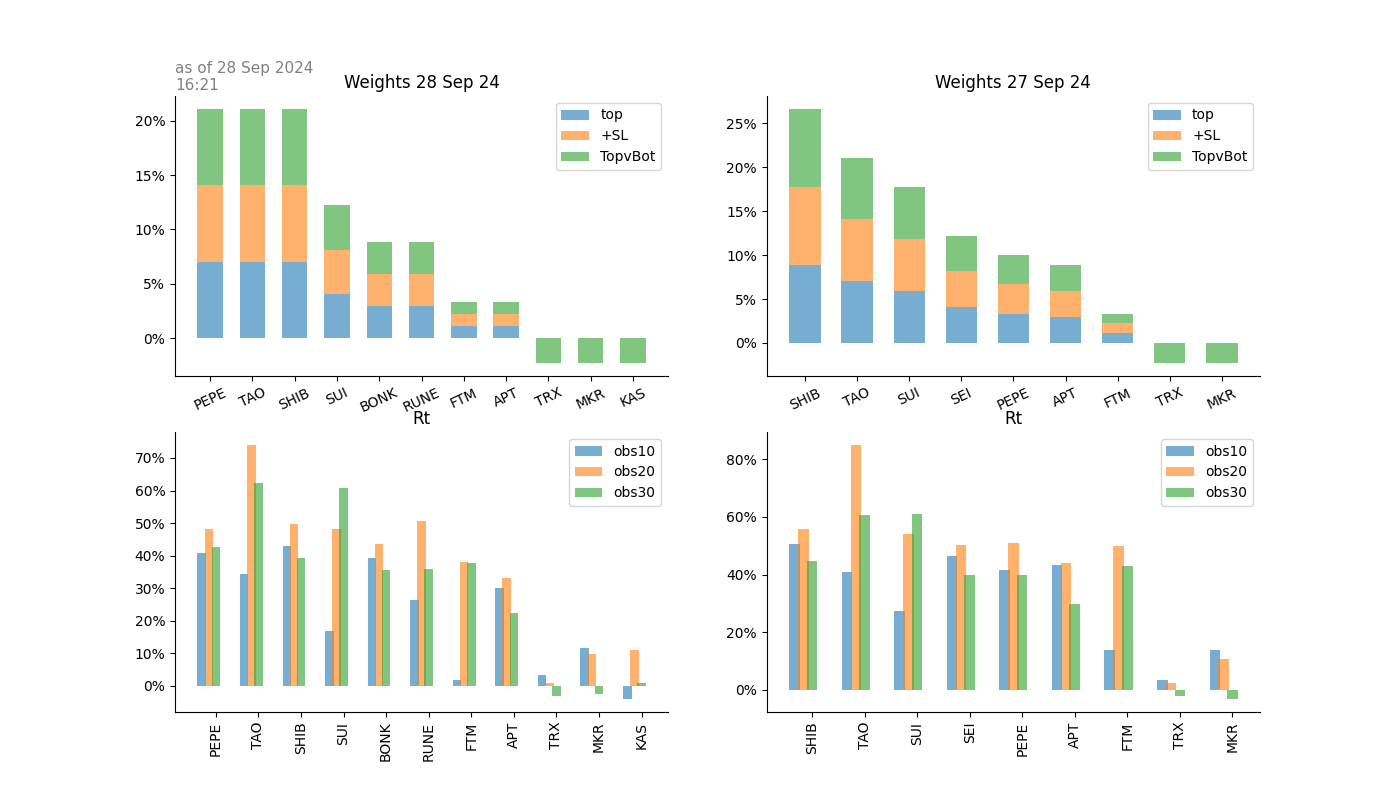 as of 28 Sep 2024
16:21
Weights 28 Sep 24
20%
15%
10%
5%
0%
top
+SL
TopvBot
PEPE TAO SHIB SUI BONK RUNE FTM APT TRX MKR KAS
Weights 27 Sep 24
25%
20%
15%
10%
5%
0%
top
+SL
TopvBot
SHIB TAO SUI SEI PEPE APT FTM TRX MKR
Rt
70%
60%
50%
40%
30%
20%
10%
0%
obs10
obs20
obs30
PEPE TAO SHIB SUI BONK RUNE FTM APT TRX MKR KAS
Rt
80%
60%
40%
20%
0%
obs10
obs20
obs30
SHIB TAO SUI SEI PEPE APT FTM TRX MKR